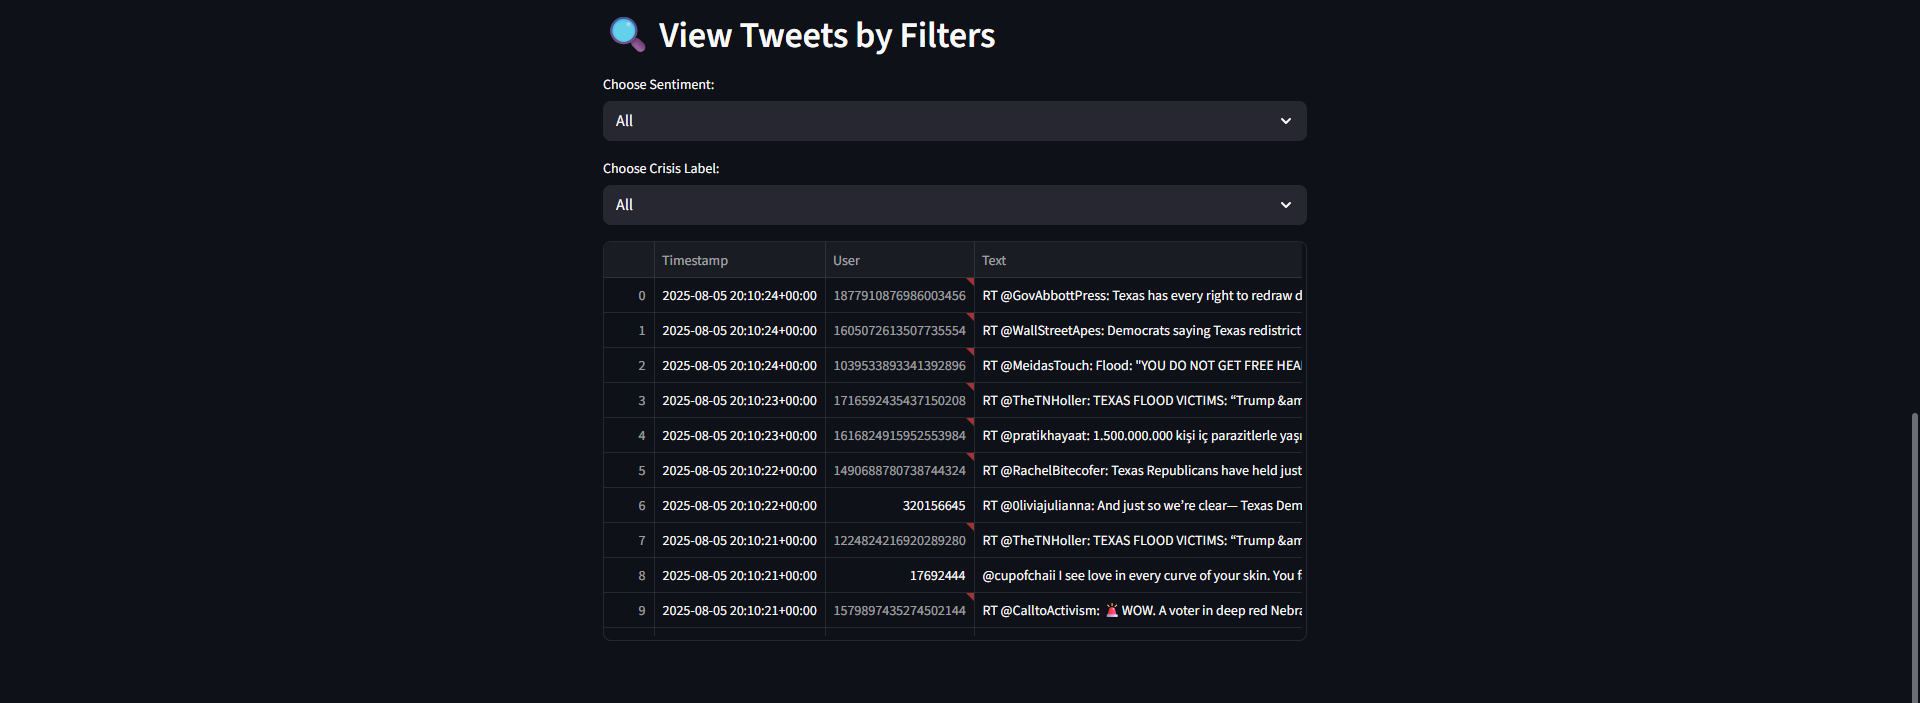 🔍 View Tweets by Filters
Choose Sentiment:
All
Choose Crisis Label:
All
Timestamp User Text
0 2025-08-05 20:10:24+00:00 1877910876986003456 RT @GovAbbottPress: Texas has every right to redraw d
1 2025-08-05 20:10:24+00:00 1605072613507735554 RT @WallStreetApes: Democrats saying Texas redistrict
2 2025-08-05 20:10:24+00:00 1039533893341392896 RT @MeidasTouch: Flood: "YOU DO NOT GET FREE HEA
3 2025-08-05 20:10:23+00:00 1716592435437150208 RT @TheTNHoller: TEXAS FLOOD VICTIMS: “Trump &am
4 2025-08-05 20:10:23+00:00 1616824915952553984 RT @pratikhayaat: 1.500.000.000 kişi iç parazitlerle yaşı
5 2025-08-05 20:10:22+00:00 1490688780738744324 RT @RachelBitecofer: Texas Republicans have held just
6 2025-08-05 20:10:22+00:00 320156645 RT @0liviajulianna: And just so we’re clear— Texas Dem
7 2025-08-05 20:10:21+00:00 1224824216920289280 RT @TheTNHoller: TEXAS FLOOD VICTIMS: “Trump &am
8 2025-08-05 20:10:21+00:00 17692444 @cupofchaii I see love in every curve of your skin. You f
9 2025-08-05 20:10:21+00:00 1579897435274502144 RT @CalltoActivism: 🚨 WOW. A voter in deep red Nebra